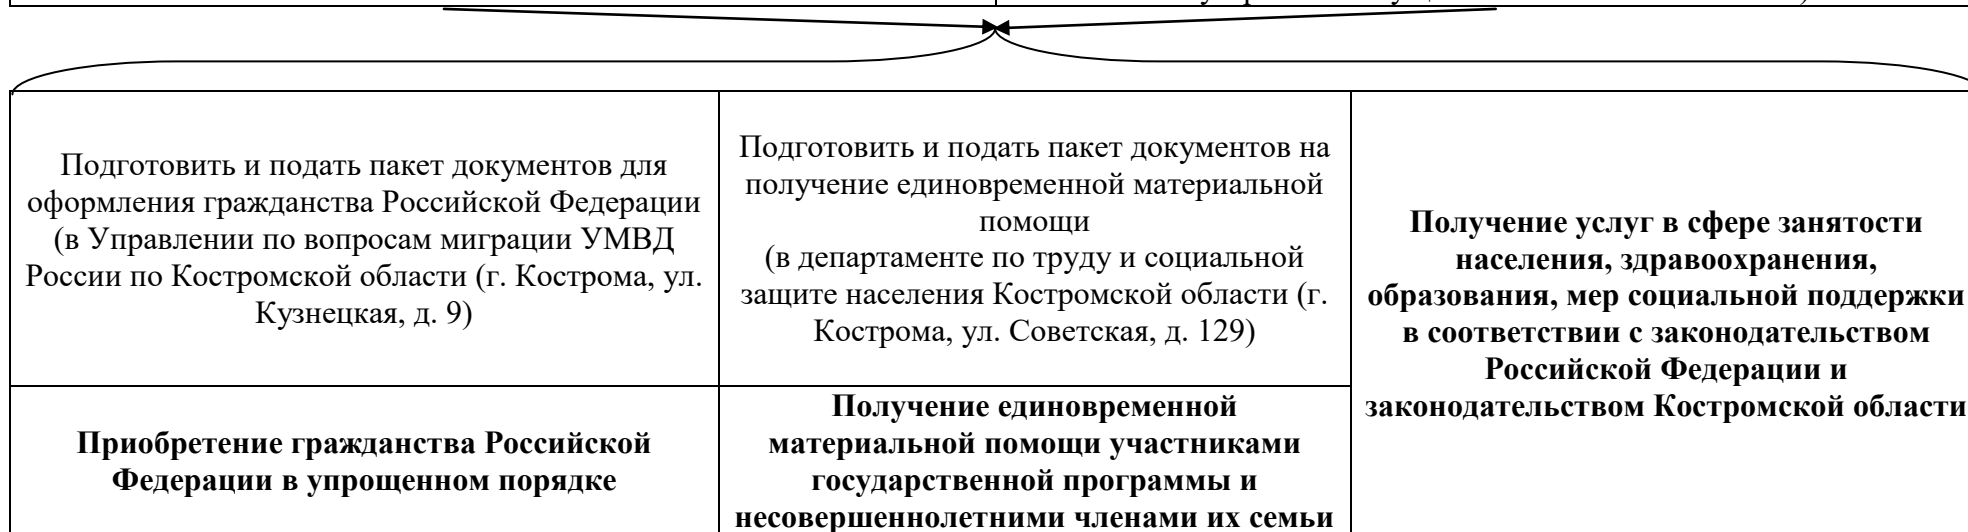 Подготовить и подать пакет документов для
оформления гражданства Российской Федерации
(в Управлении по вопросам миграции УМВД
России по Костромской области (г. Кострома, ул.
Кузнецкая, д. 9)
Подготовить и подать пакет документов на
получение единовременной материальной
помощи
(в департаменте по труду и социальной
защите населения Костромской области (г.
Кострома, ул. Советская, д. 129)
Получение услуг в сфере занятости
населения, здравоохранения,
образования, мер социальной поддержки
в соответствии с законодательством
Российской Федерации и
законодательством Костромской области
Приобретение гражданства Российской
Федерации в упрощенном порядке
Получение единовременной
материальной помощи участниками
государственной программы и
несовершеннолетними членами их семьи